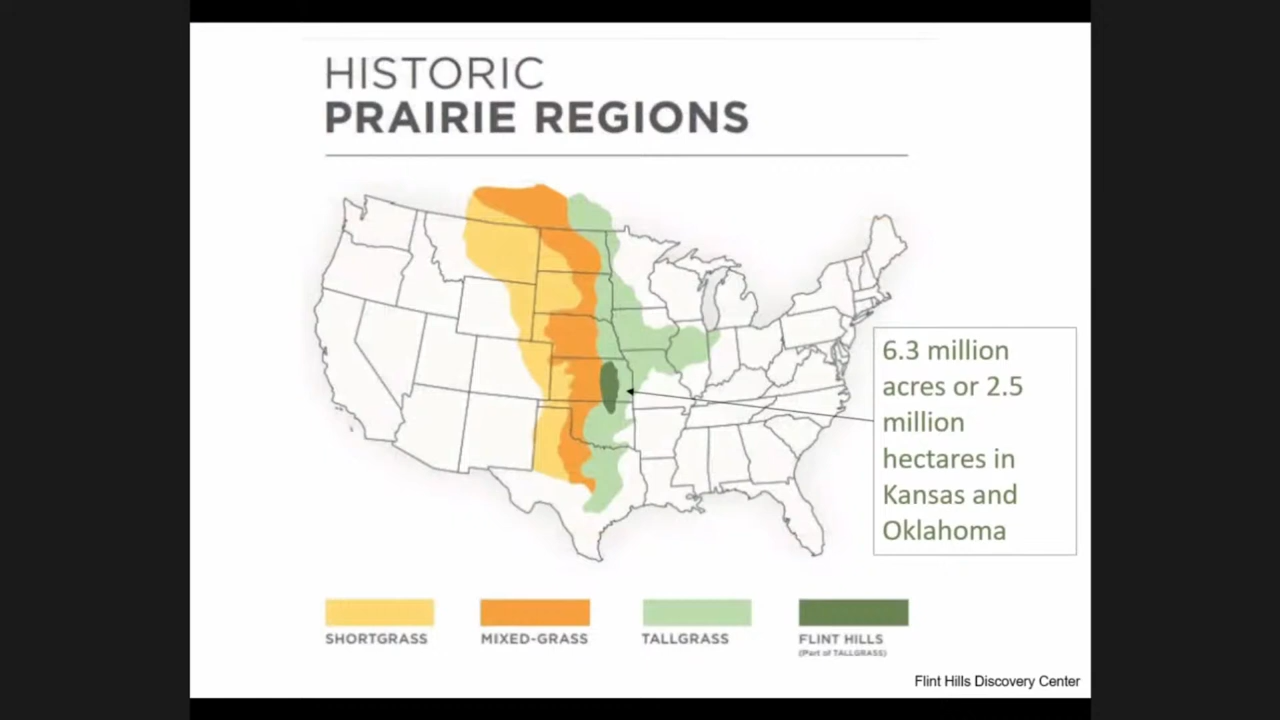 HISTORIC
PRAIRIE REGIONS
6.3 million
acres or 2.5
million
hectares in
Kansas and
Oklahoma
SHORTGRASS
MIXED-GRASS
TALLGRASS
FLINT HILLS
(Part of TALLGRASS)
Flint Hills Discovery Center